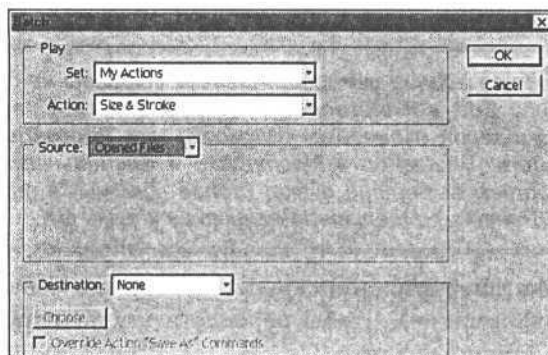 Batch
Play
OK
Set: My Actions
Cancel
Action: Size & Stroke
Source: Opened Files
Destination: None
Choose...
Override Action "Save As" Commands